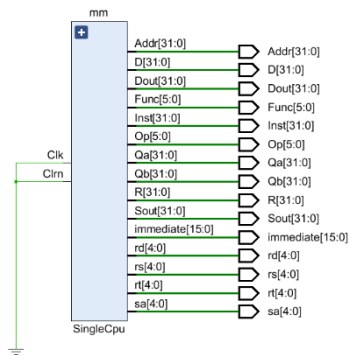 mm
Addr[31:0] Addr[31:0]
D[31:0] D[31:0]
Dout[31:0] Dout[31:0]
Func[5:0] Func[5:0]
Inst[31:0] Inst[31:0]
Op[5:0] Op[5:0]
Clk Qa[31:0] Qa[31:0]
Clrn Qb[31:0] Qb[31:0]
R[31:0] R[31:0]
Sout[31:0] Sout[31:0]
immediate[15:0] immediate[15:0]
rd[4:0] rd[4:0]
rs[4:0] rs[4:0]
rt[4:0] rt[4:0]
sa[4:0] sa[4:0]
SingleCpu